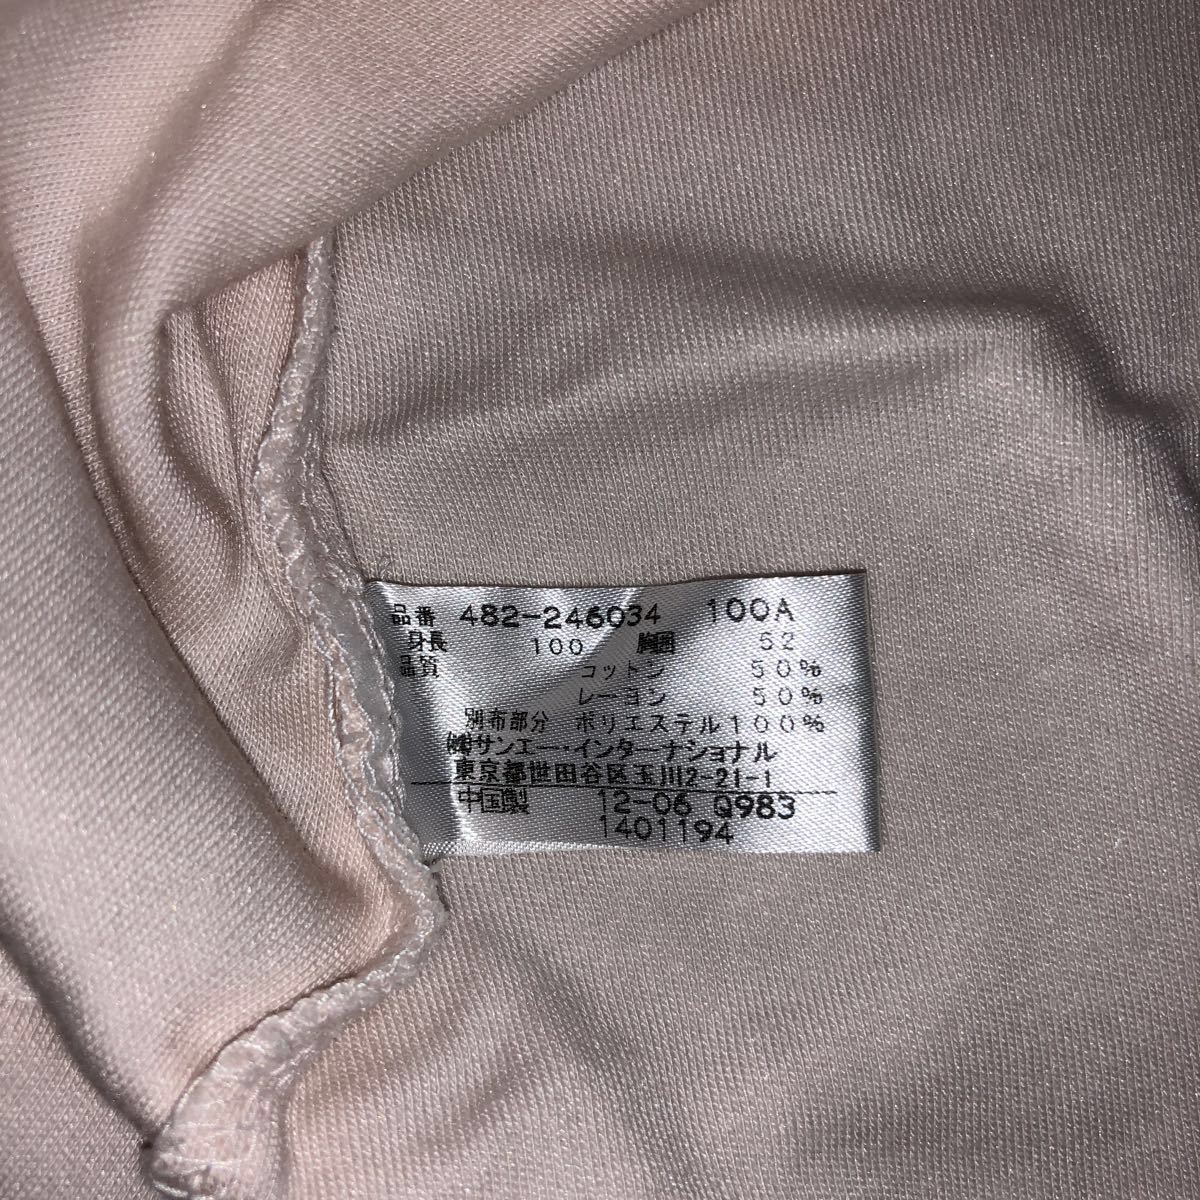 品番 482-246034 100A
身長 100 胸囲 52
品質 コットン 50%
レーヨン 50%
別布部分 ポリエステル100%
㈱サンエー・インターナショナル
東京都世田谷区玉川2-21-1
中国製 12-06 Q983
1401194